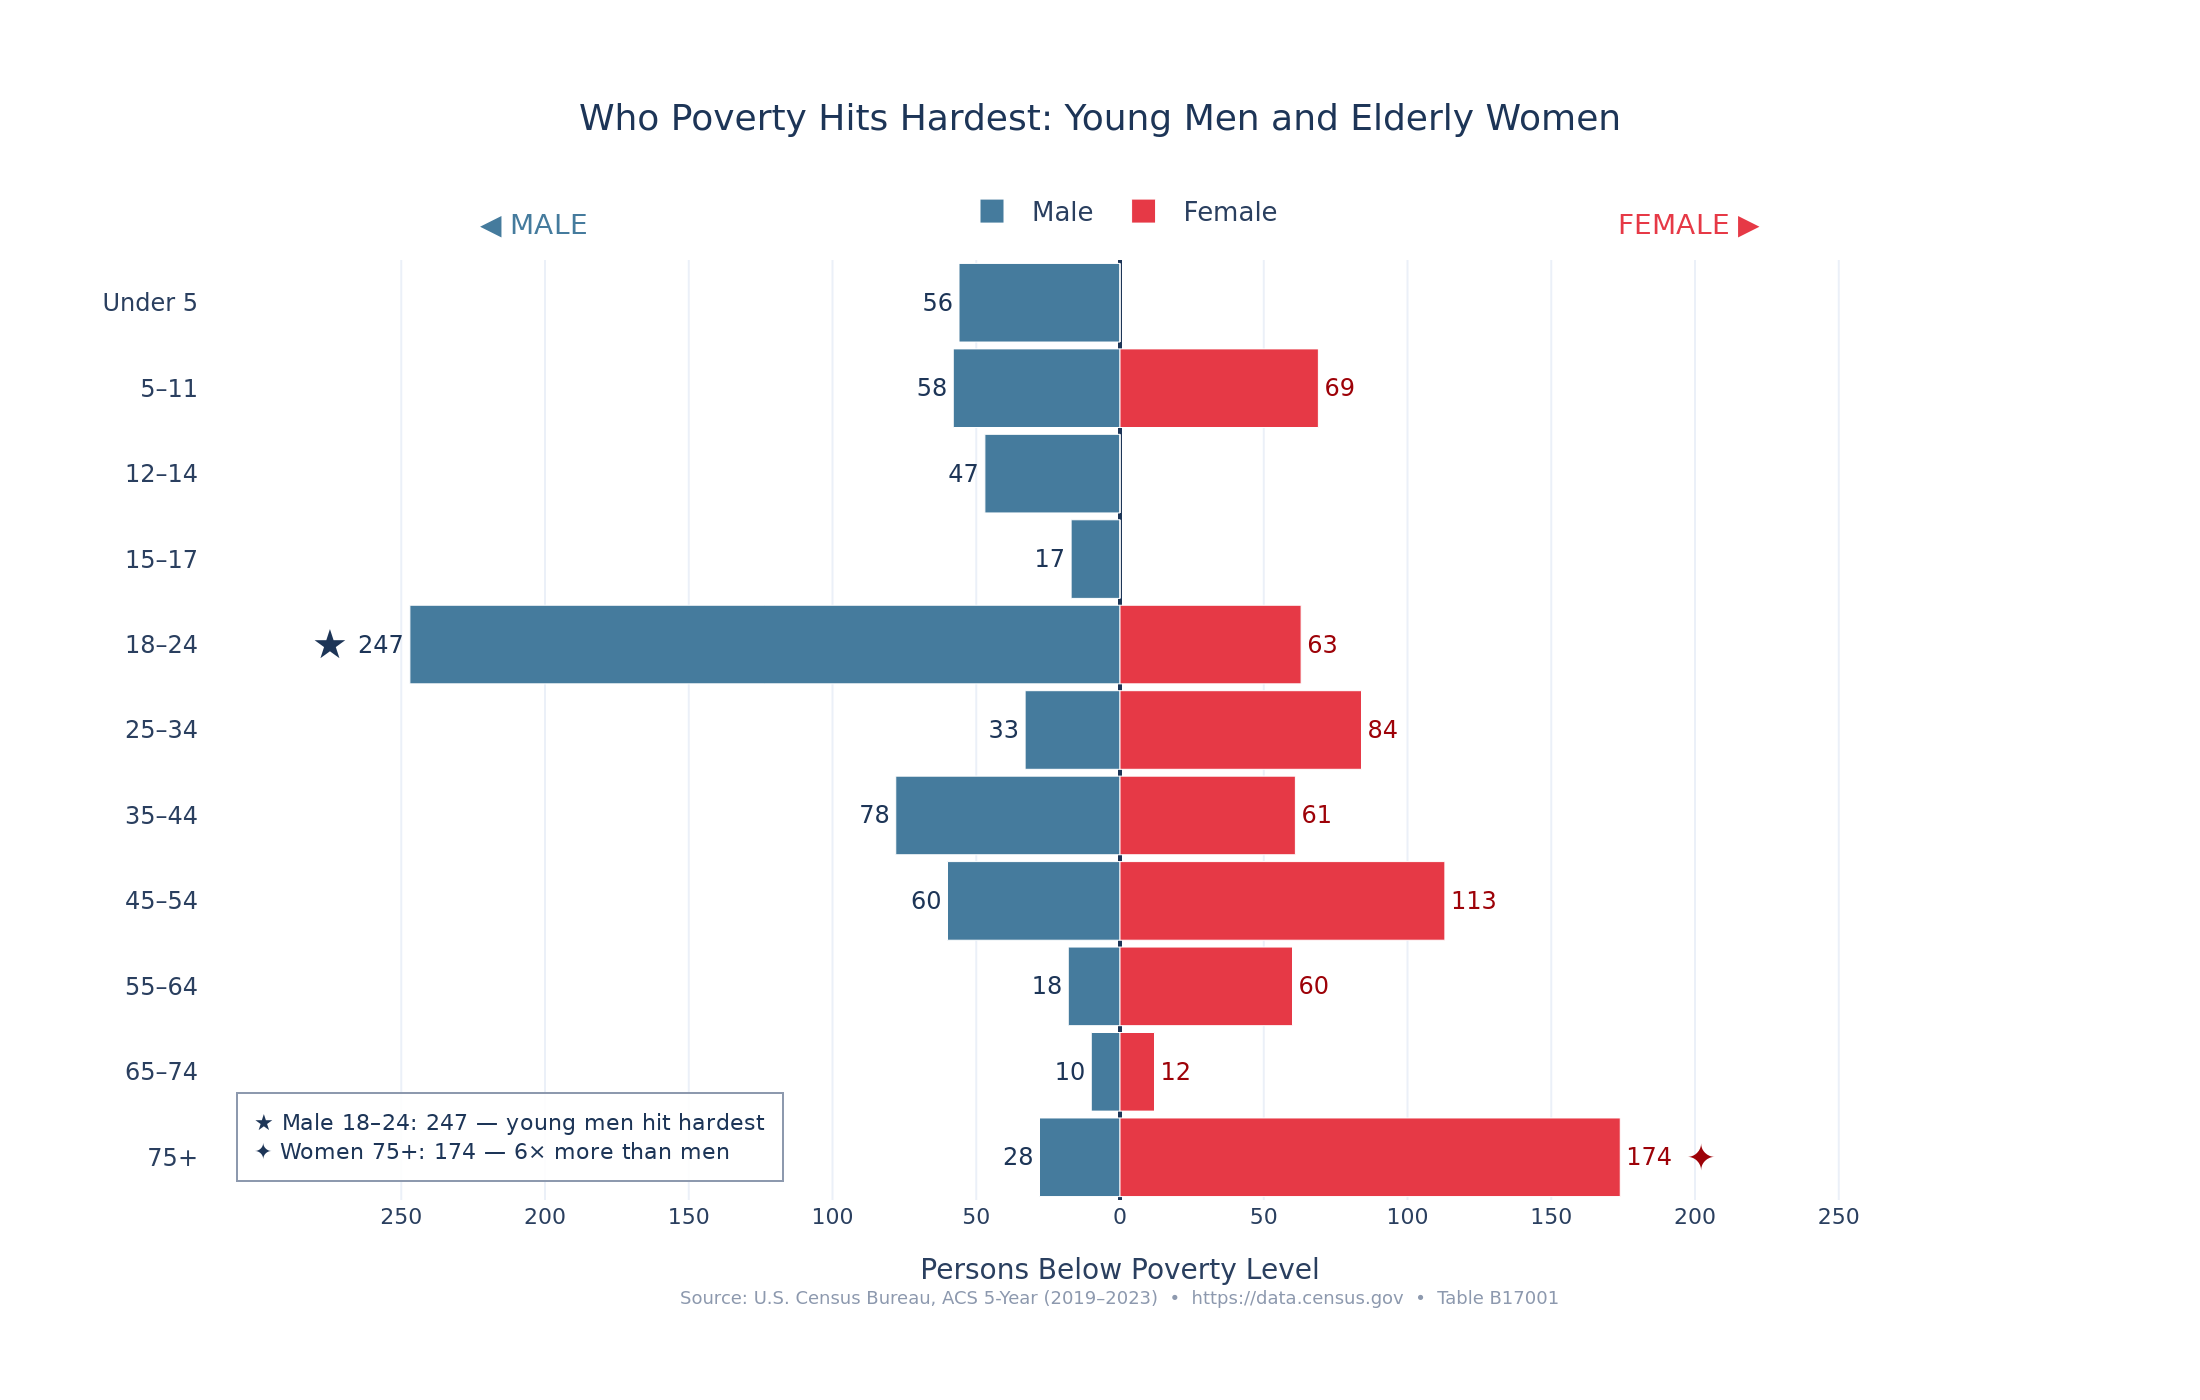 Who Poverty Hits Hardest: Young Men and Elderly Women
◀ MALE
Male Female
FEMALE ▶
Under 5 56
5–11 58 69
12–14 47
15–17 17
18–24 ★ 247 63
25–34 33 84
35–44 78 61
45–54 60 113
55–64 18 60
65–74 10 12
★ Male 18–24: 247 — young men hit hardest
✦ Women 75+: 174 — 6× more than men
75+ 28 174 ✦
250 200 150 100 50 0 50 100 150 200 250
Persons Below Poverty Level
Source: U.S. Census Bureau, ACS 5-Year (2019–2023) • https://data.census.gov • Table B17001